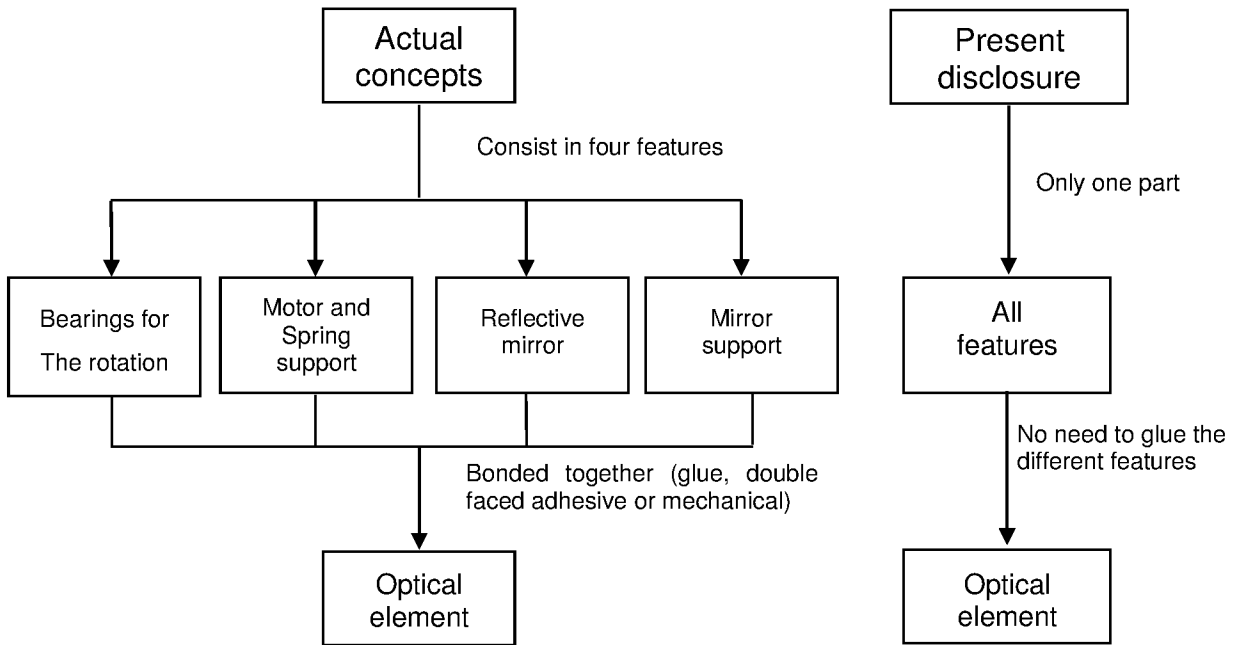 Actual
concepts
Consist in four features
Bearings for
The rotation
Motor and
Spring
support
Reflective
mirror
Mirror
support
Bonded together (glue, double
faced adhesive or mechanical)
Optical
element
Present
disclosure
Only one part
All
features
No need to glue the
different features
Optical
element